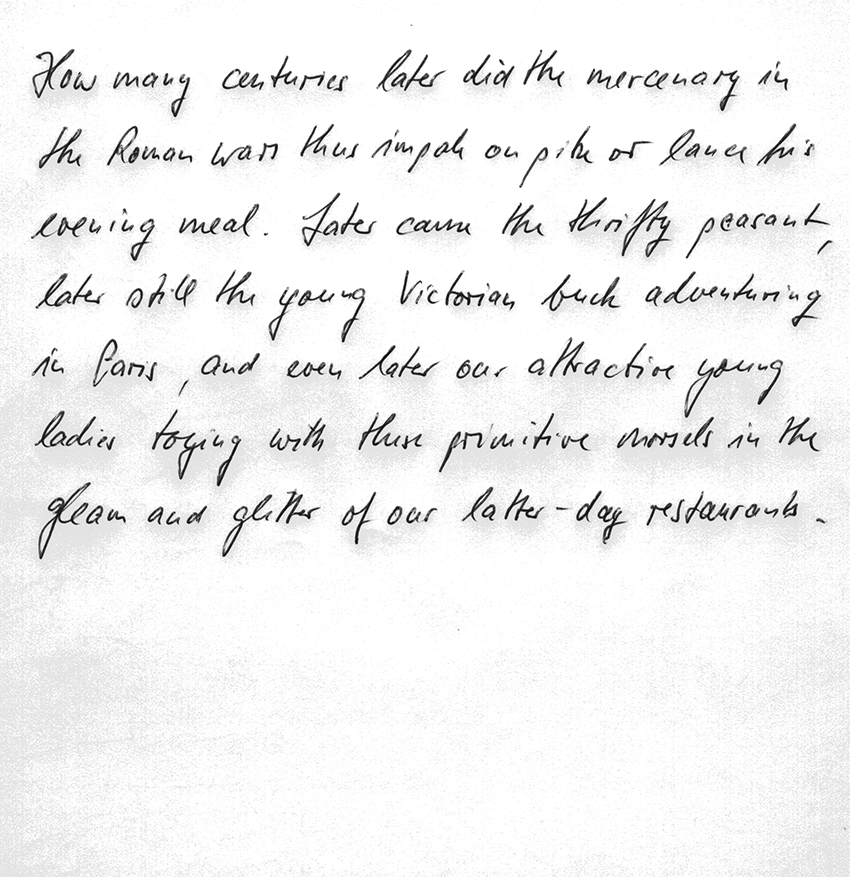 How many centuries later did the mercenary in
the Roman wars thus impale on pike or lance his
evening meal. Later came the thrifty peasant,
later still the young Victorian buck adventuring
in Paris, and even later our attractive young
ladies toying with these primitive morsels in the
gleam and glitter of our latter-day restaurants.